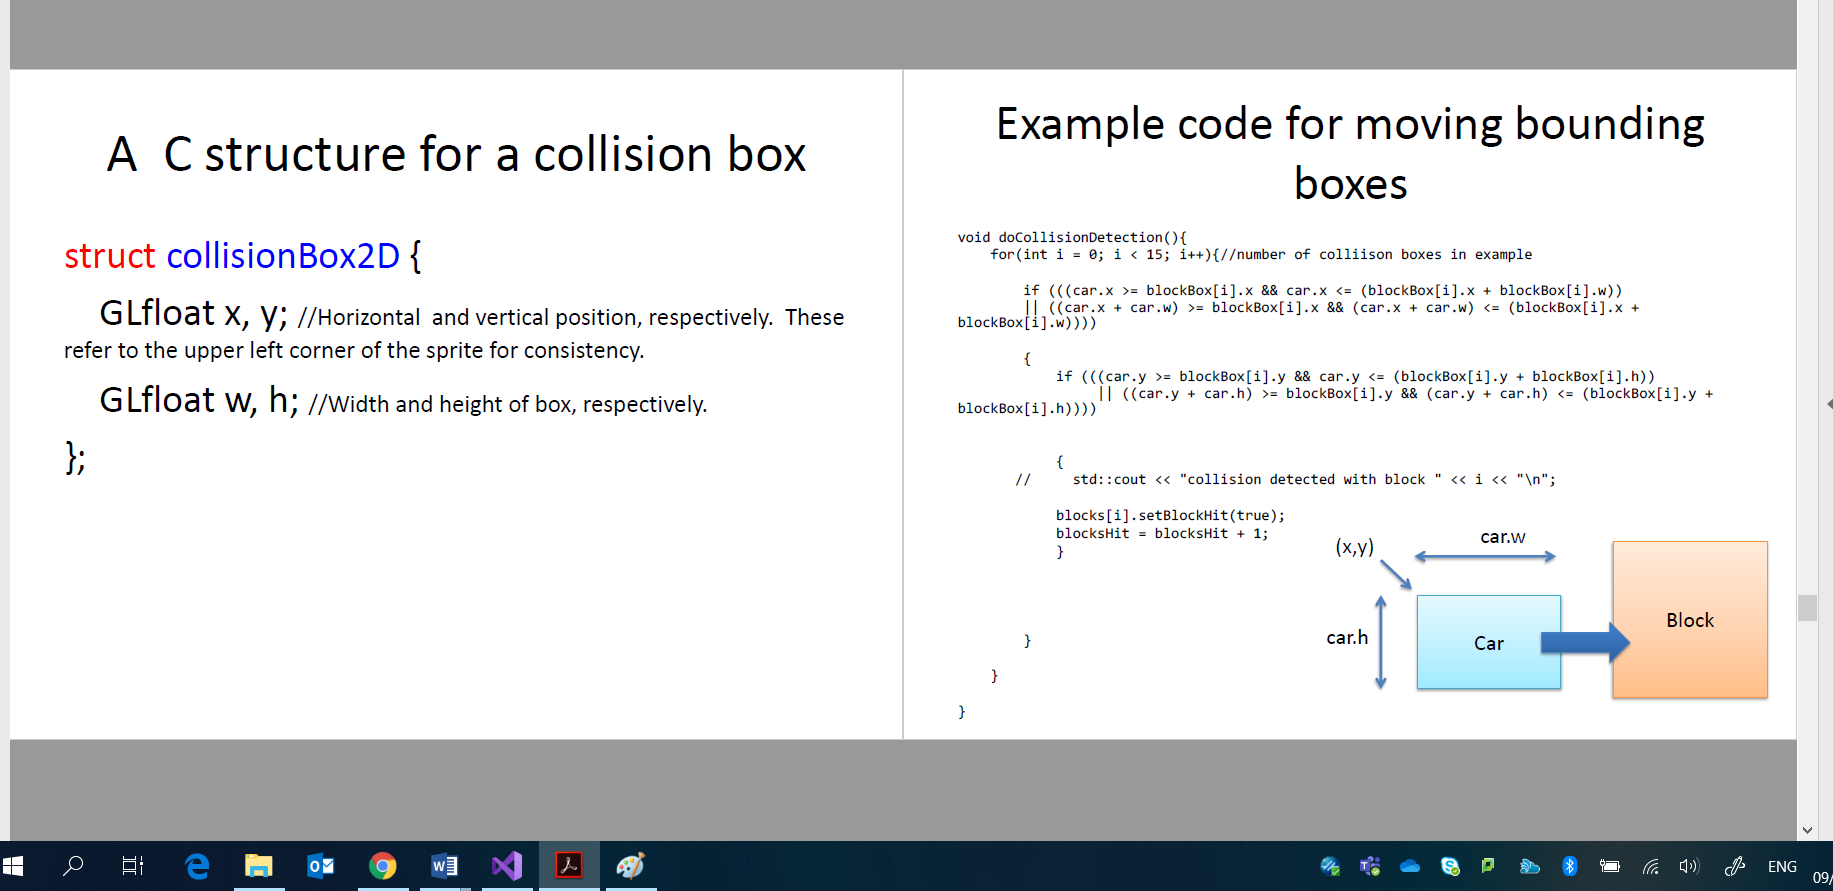 A C structure for a collision box
struct collisionBox2D {
GLfloat x, y; //Horizontal and vertical position, respectively. These
refer to the upper left corner of the sprite for consistency.
GLfloat w, h; //Width and height of box, respectively.
};
Example code for moving bounding
boxes
void doCollisionDetection(){
for(int i = 0; i < 15; i++){//number of colliison boxes in example
if (((car.x >= blockBox[i].x && car.x <= (blockBox[i].x + blockBox[i].w))
|| ((car.x + car.w) >= blockBox[i].x && (car.x + car.w) <= (blockBox[i].x +
blockBox[i].w))))
{
if (((car.y >= blockBox[i].y && car.y <= (blockBox[i].y + blockBox[i].h))
|| ((car.y + car.h) >= blockBox[i].y && (car.y + car.h) <= (blockBox[i].y +
blockBox[i].h))))
{
// std::cout << "collision detected with block " << i << "\n";
blocks[i].setBlockHit(true);
blocksHit = blocksHit + 1;
}
}
}
}
(x,y)
car.w
car.h
Car
Block
ENG
09/